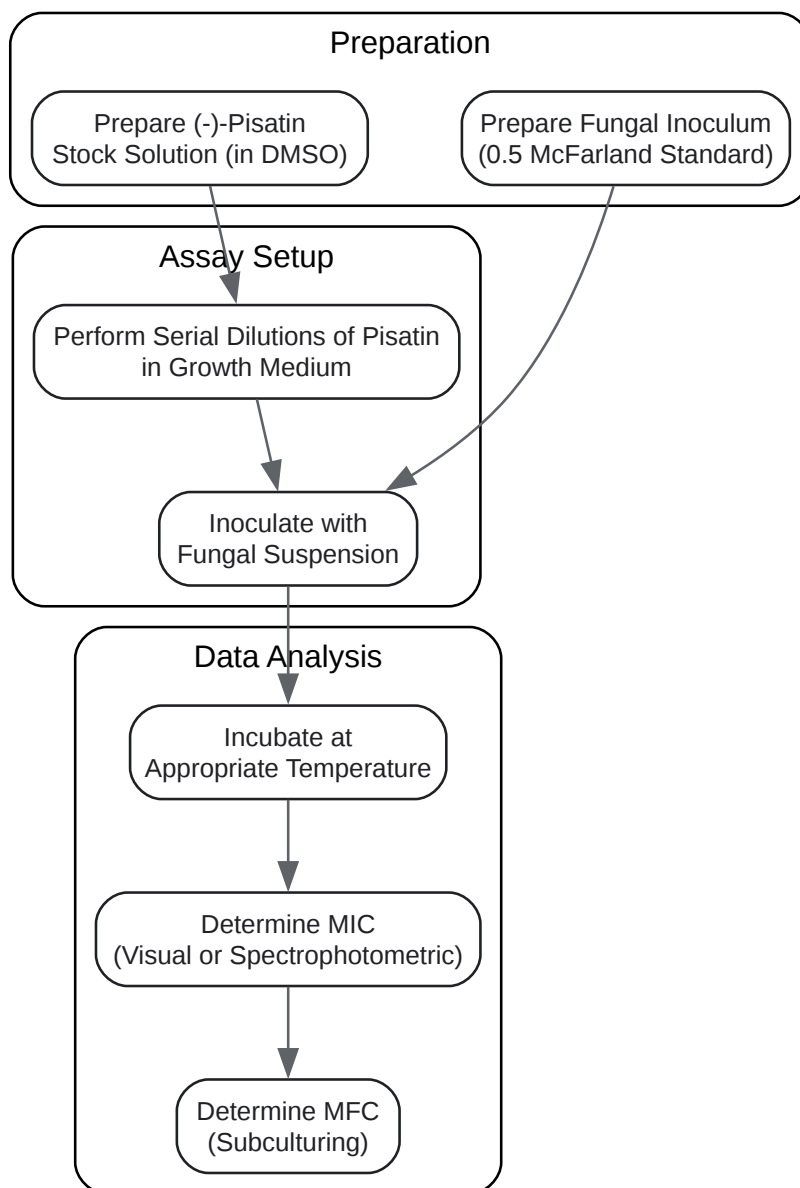 Preparation
Prepare (-)-Pisatin
Stock Solution (in DMSO)
Prepare Fungal Inoculum
(0.5 McFarland Standard)
Assay Setup
Perform Serial Dilutions of Pisatin
in Growth Medium
Inoculate with
Fungal Suspension
Data Analysis
Incubate at
Appropriate Temperature
Determine MIC
(Visual or Spectrophotometric)
Determine MFC
(Subculturing)